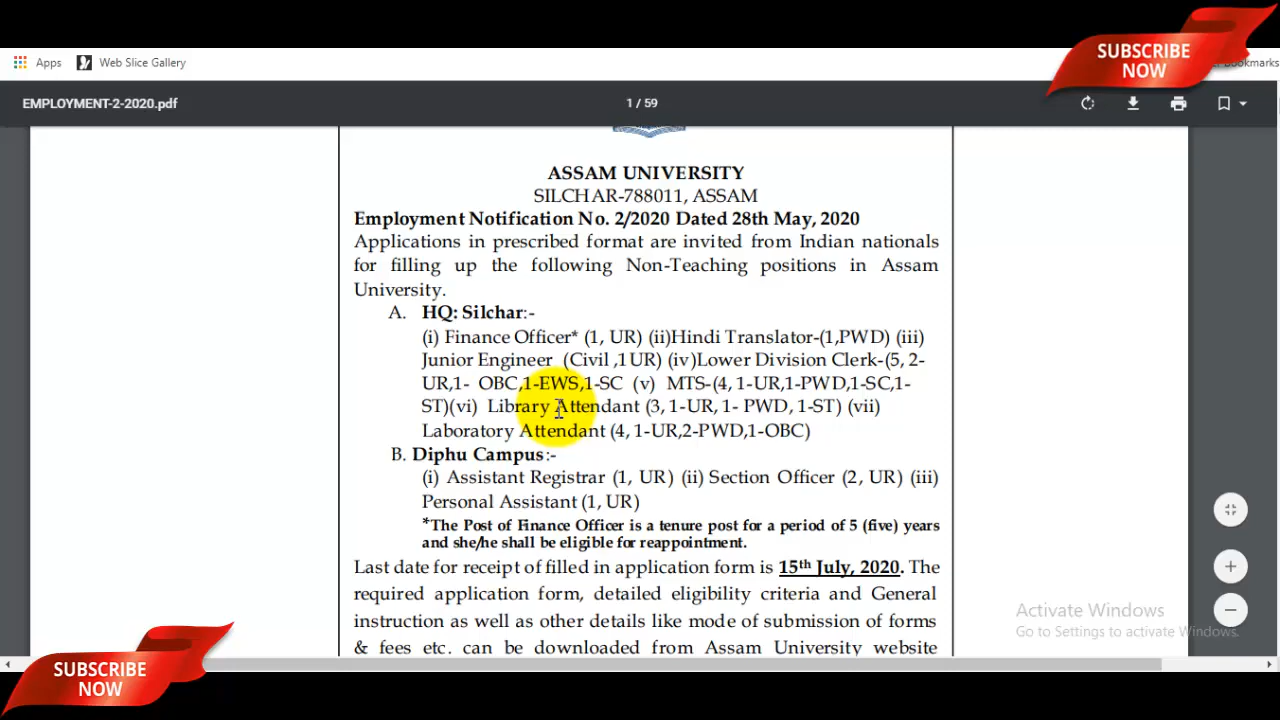 SUBSCRIBE
NOW
Apps Web Slice Gallery
Bookmarks
EMPLOYMENT-2-2020.pdf 1 / 59
ASSAM UNIVERSITY
SILCHAR-788011, ASSAM
Employment Notification No. 2/2020 Dated 28th May, 2020
Applications in prescribed format are invited from Indian nationals
for filling up the following Non-Teaching positions in Assam
University.
A. HQ: Silchar:-
(i) Finance Officer* (1, UR) (ii)Hindi Translator-(1,PWD) (iii)
Junior Engineer (Civil ,1UR) (iv)Lower Division Clerk-(5, 2-
UR,1- OBC,1-EWS,1-SC (v) MTS-(4, 1-UR,1-PWD,1-SC,1-
ST)(vi) Library Attendant (3, 1-UR, 1- PWD, 1-ST) (vii)
Laboratory Attendant (4, 1-UR,2-PWD,1-OBC)
B. Diphu Campus:-
(i) Assistant Registrar (1, UR) (ii) Section Officer (2, UR) (iii)
Personal Assistant (1, UR)
*The Post of Finance Officer is a tenure post for a period of 5 (five) years
and she/he shall be eligible for reappointment.
Last date for receipt of filled in application form is 15th July, 2020. The
required application form, detailed eligibility criteria and General
instruction as well as other details like mode of submission of forms
& fees etc. can be downloaded from Assam University website
Activate Windows
Go to Settings to activate Windows.
SUBSCRIBE
NOW